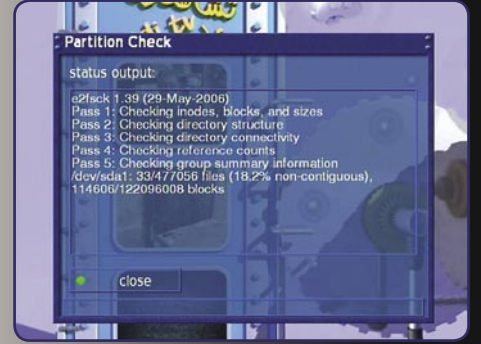 Partition Check
status output:
e2fsck 1.39 (29-May-2006)
Pass 1: Checking inodes, blocks, and sizes
Pass 2: Checking directory structure
Pass 3: Checking directory connectivity
Pass 4: Checking reference counts
Pass 5: Checking group summary information
/dev/sda1: 33/477056 files (18.2% non-contiguous),
114606/122096008 blocks
close